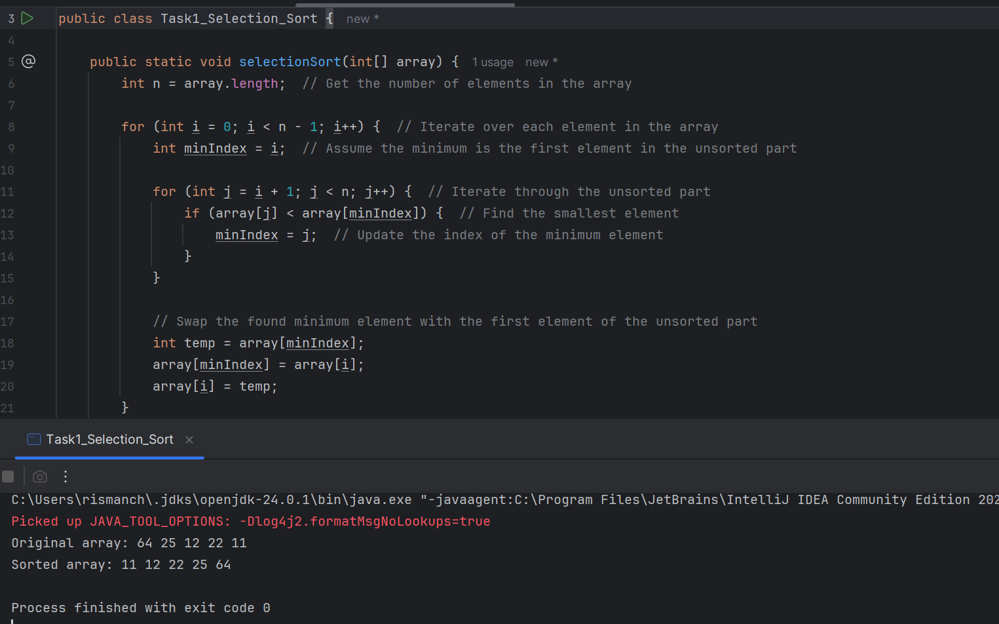 3 public class Task1_Selection_Sort { new *
4
5 @ public static void selectionSort(int[] array) { 1 usage new *
6 int n = array.length; // Get the number of elements in the array
7
8 for (int i = 0; i < n - 1; i++) { // Iterate over each element in the array
9 int minIndex = i; // Assume the minimum is the first element in the unsorted part
10
11 for (int j = i + 1; j < n; j++) { // Iterate through the unsorted part
12 if (array[j] < array[minIndex]) { // Find the smallest element
13 minIndex = j; // Update the index of the minimum element
14 }
15 }
16
17 // Swap the found minimum element with the first element of the unsorted part
18 int temp = array[minIndex];
19 array[minIndex] = array[i];
20 array[i] = temp;
21 }
Task1_Selection_Sort ×
C:\Users\rismanch\.jdks\openjdk-24.0.1\bin\java.exe "-javaagent:C:\Program Files\JetBrains\IntelliJ IDEA Community Edition 202
Picked up JAVA_TOOL_OPTIONS: -Dlog4j2.formatMsgNoLookups=true
Original array: 64 25 12 22 11
Sorted array: 11 12 22 25 64
Process finished with exit code 0